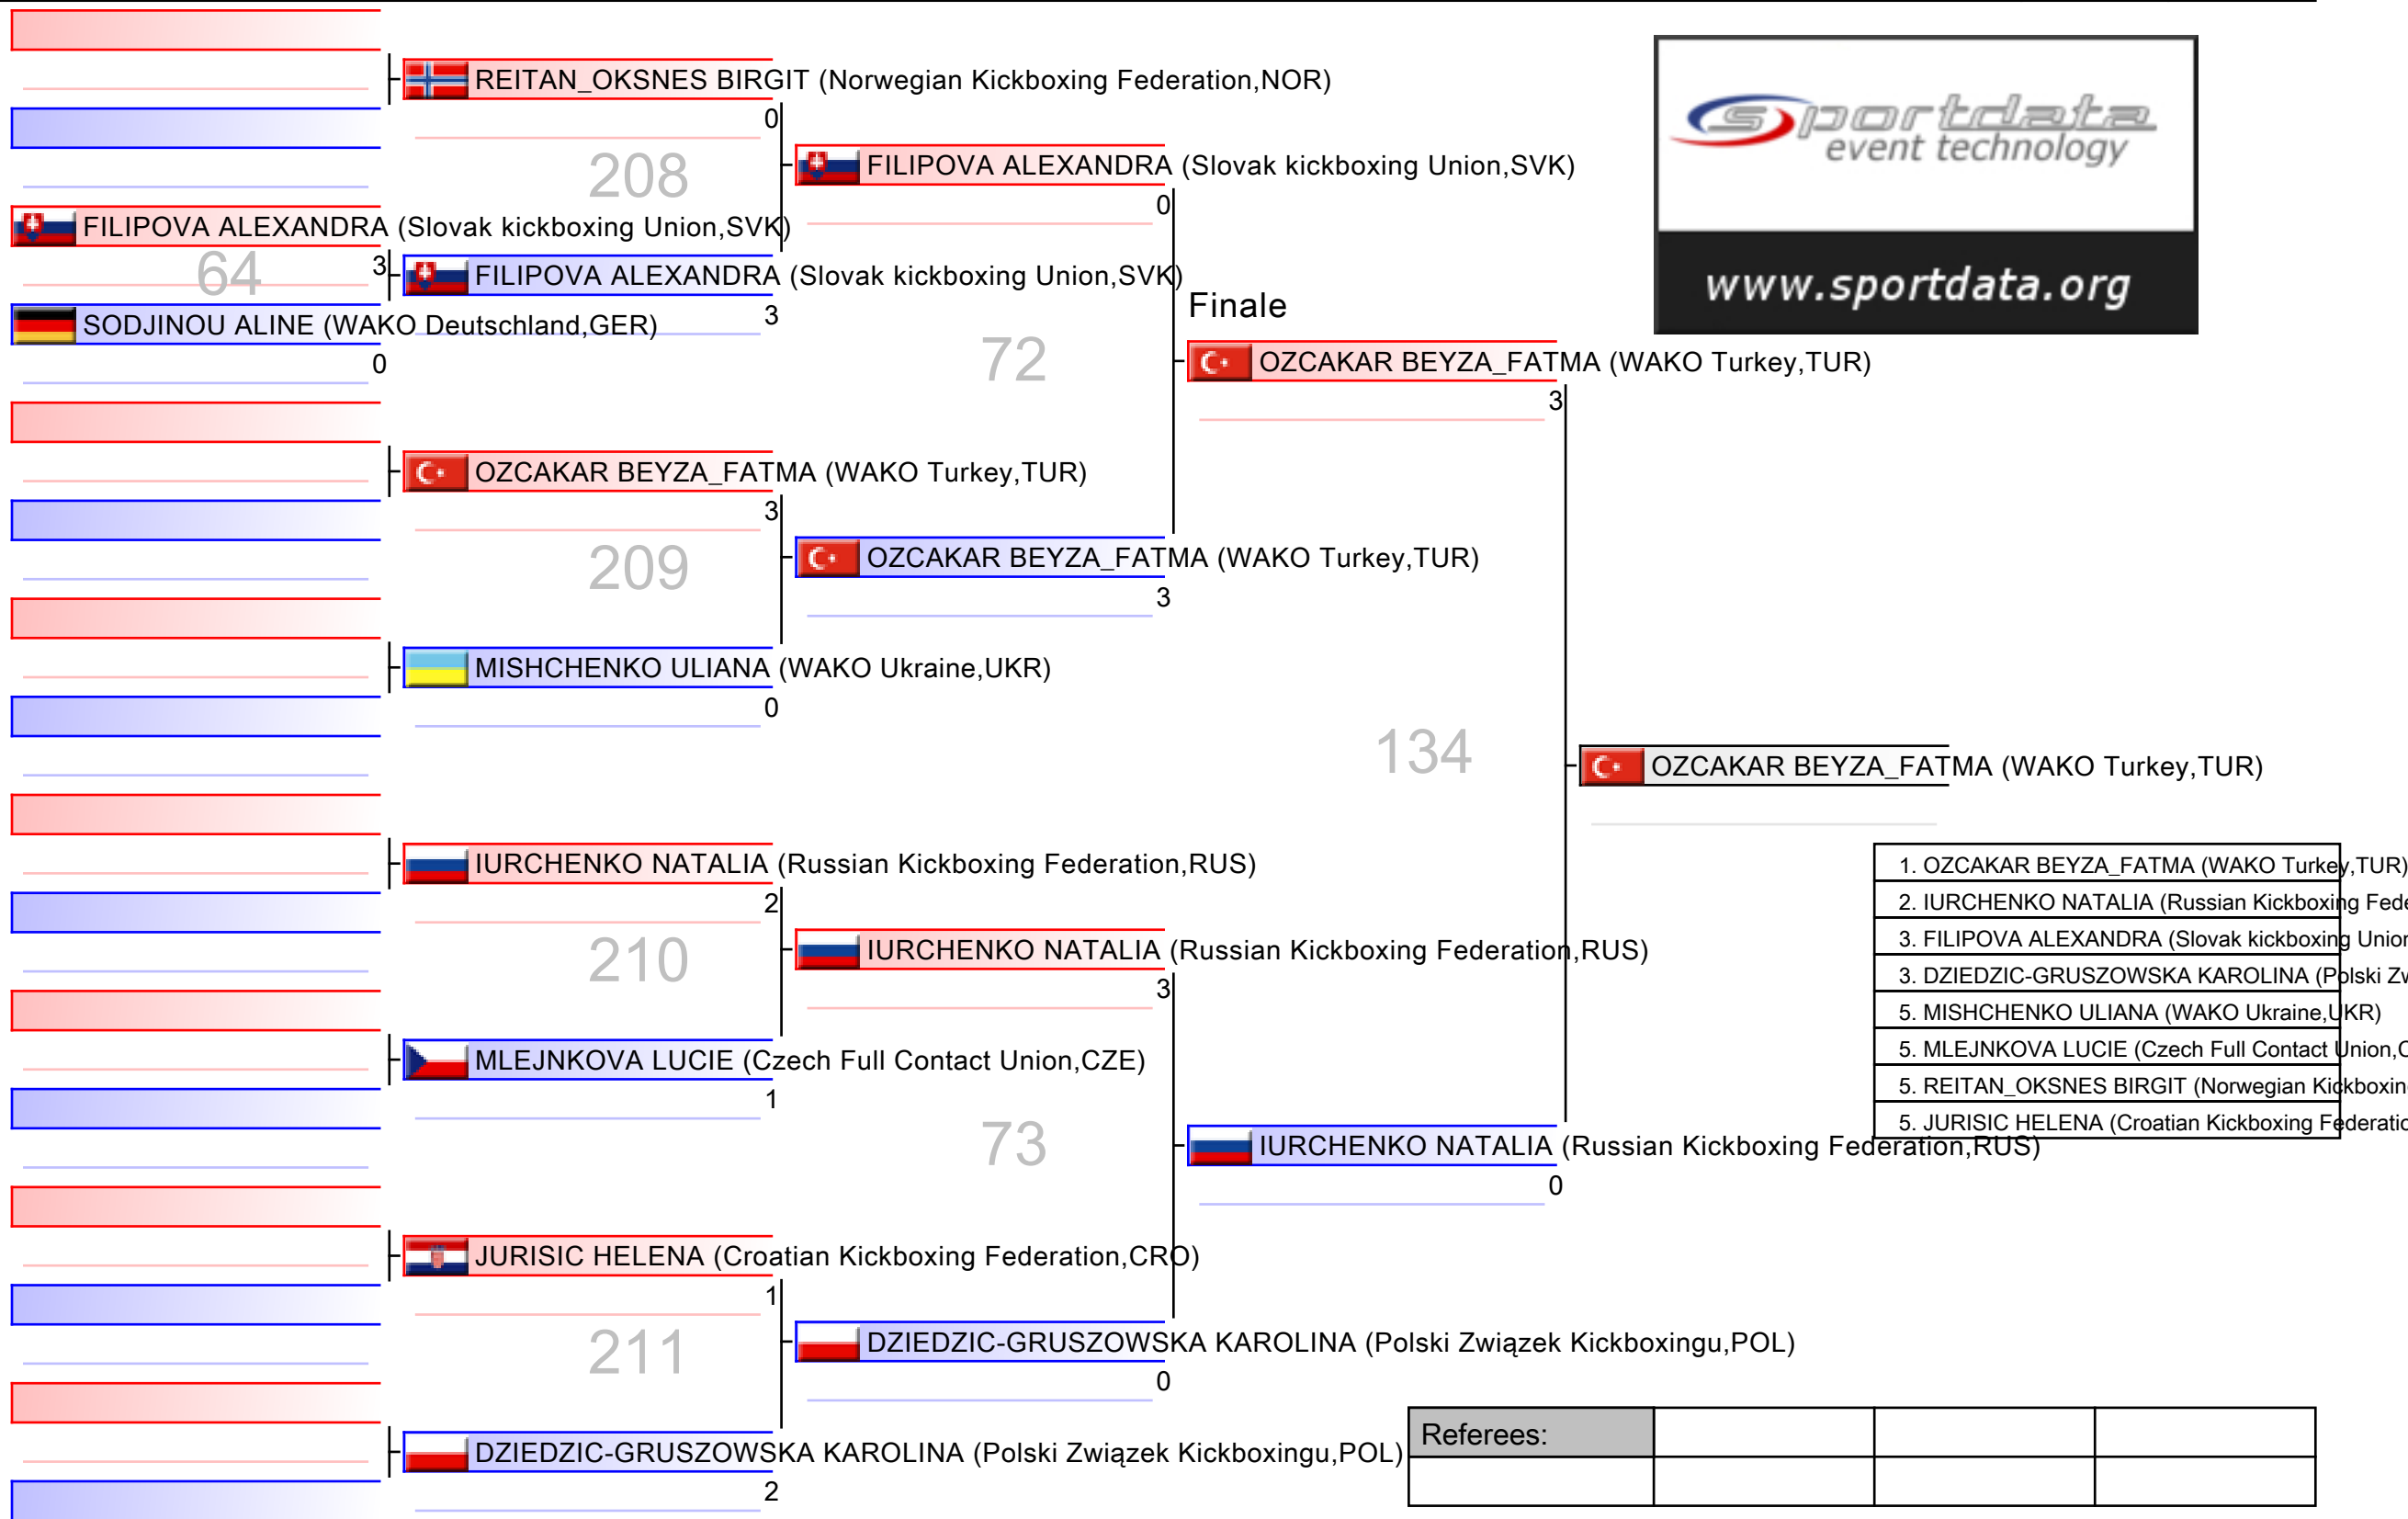 REITAN_OKSNES BIRGIT (Norwegian Kickboxing Federation,NOR)
0
208
FILIPOVA ALEXANDRA (Slovak kickboxing Union,SVK)
0
sportdata
event technology
www.sportdata.org
FILIPOVA ALEXANDRA (Slovak kickboxing Union,SVK)
3
64
FILIPOVA ALEXANDRA (Slovak kickboxing Union,SVK)
3
SODJINOU ALINE (WAKO Deutschland,GER)
0
72
Finale
OZCAKAR BEYZA_FATMA (WAKO Turkey,TUR)
3
OZCAKAR BEYZA_FATMA (WAKO Turkey,TUR)
3
209
OZCAKAR BEYZA_FATMA (WAKO Turkey,TUR)
3
MISHCHENKO ULIANA (WAKO Ukraine,UKR)
0
134
OZCAKAR BEYZA_FATMA (WAKO Turkey,TUR)
IURCHENKO NATALIA (Russian Kickboxing Federation,RUS)
2
210
IURCHENKO NATALIA (Russian Kickboxing Federation,RUS)
3
MLEJNKOVA LUCIE (Czech Full Contact Union,CZE)
1
73
IURCHENKO NATALIA (Russian Kickboxing Federation,RUS)
0
JURISIC HELENA (Croatian Kickboxing Federation,CRO)
1
211
DZIEDZIC-GRUSZOWSKA KAROLINA (Polski Związek Kickboxingu,POL)
0
DZIEDZIC-GRUSZOWSKA KAROLINA (Polski Związek Kickboxingu,POL)
2
1. OZCAKAR BEYZA_FATMA (WAKO Turkey,TUR)
2. IURCHENKO NATALIA (Russian Kickboxing Fede
3. FILIPOVA ALEXANDRA (Slovak kickboxing Union
3. DZIEDZIC-GRUSZOWSKA KAROLINA (Polski Zw
5. MISHCHENKO ULIANA (WAKO Ukraine,UKR)
5. MLEJNKOVA LUCIE (Czech Full Contact Union,C
5. REITAN_OKSNES BIRGIT (Norwegian Kickboxin
5. JURISIC HELENA (Croatian Kickboxing Federatio
Referees: